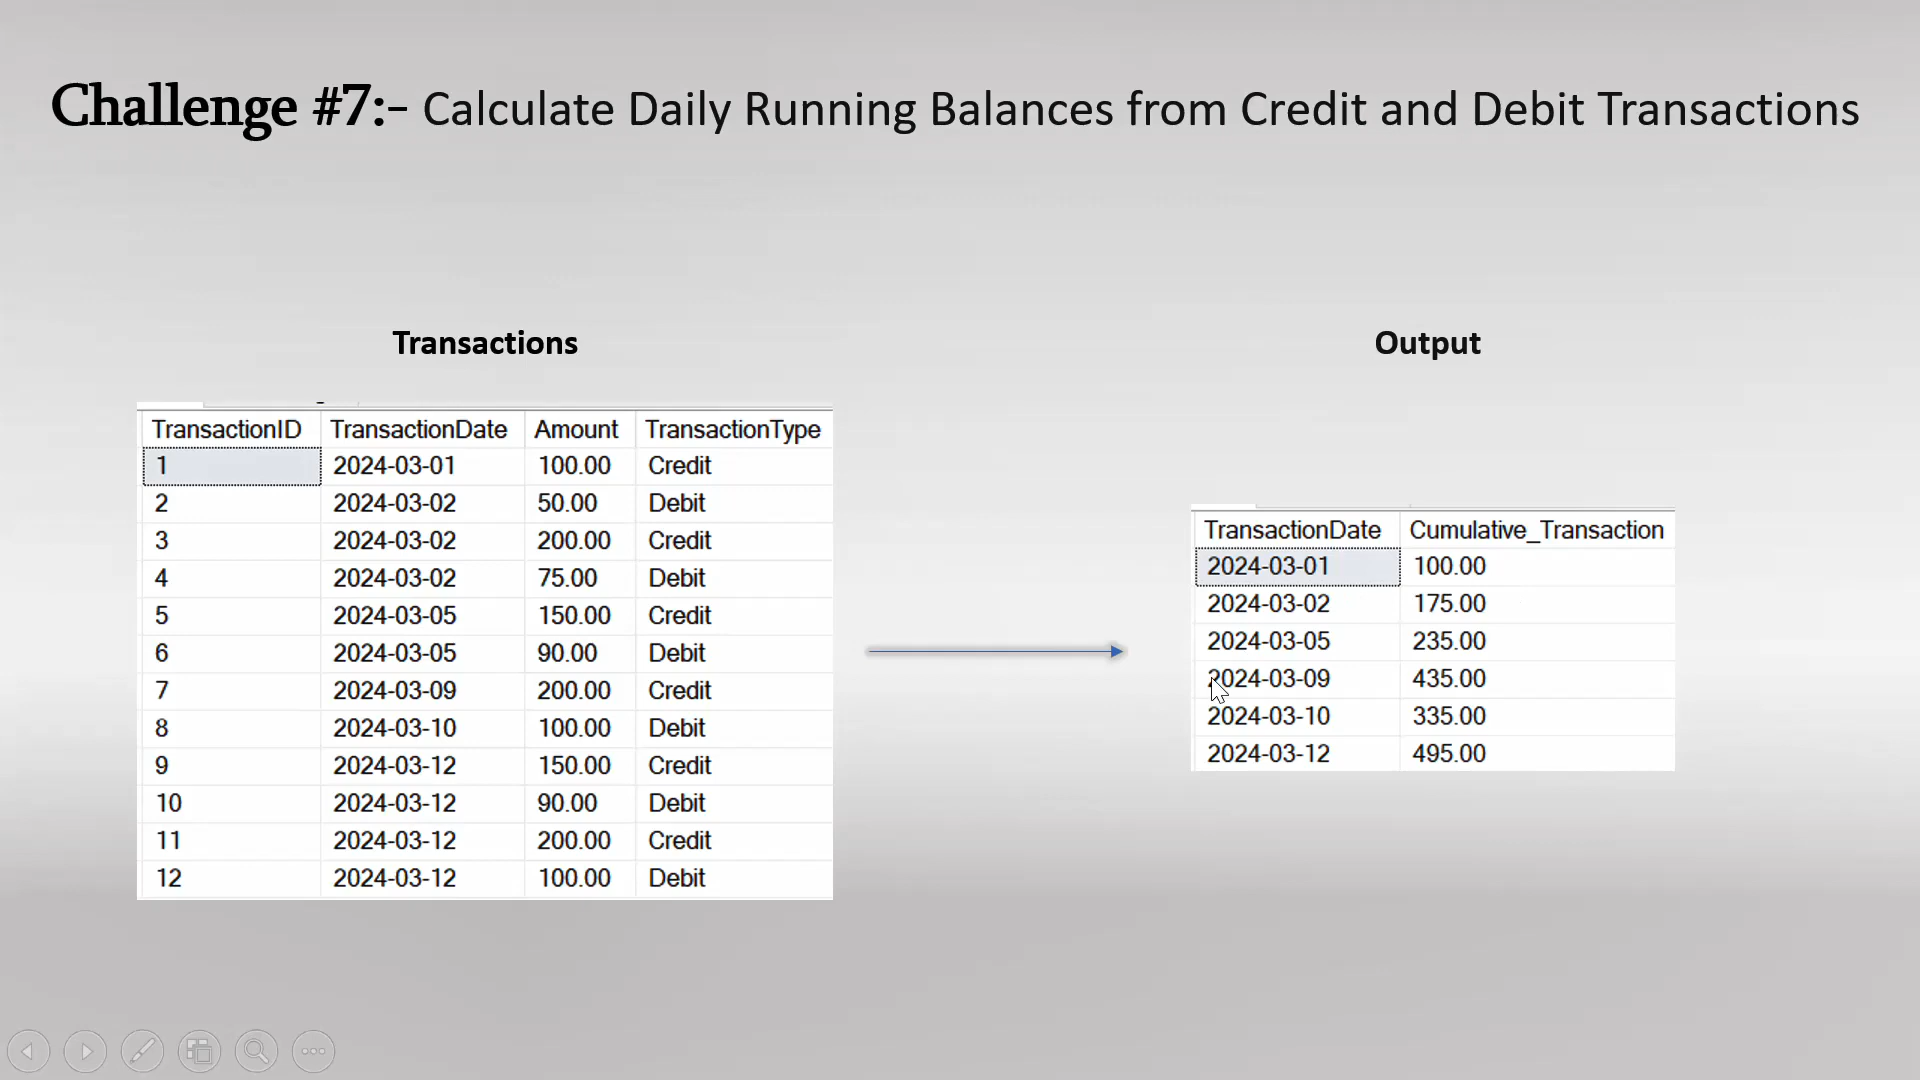 Challenge #7:- Calculate Daily Running Balances from Credit and Debit Transactions
Transactions
TransactionID TransactionDate Amount TransactionType
1 2024-03-01 100.00 Credit
2 2024-03-02 50.00 Debit
3 2024-03-02 200.00 Credit
4 2024-03-02 75.00 Debit
5 2024-03-05 150.00 Credit
6 2024-03-05 90.00 Debit
7 2024-03-09 200.00 Credit
8 2024-03-10 100.00 Debit
9 2024-03-12 150.00 Credit
10 2024-03-12 90.00 Debit
11 2024-03-12 200.00 Credit
12 2024-03-12 100.00 Debit
Output
TransactionDate Cumulative_Transaction
2024-03-01 100.00
2024-03-02 175.00
2024-03-05 235.00
2024-03-09 435.00
2024-03-10 335.00
2024-03-12 495.00